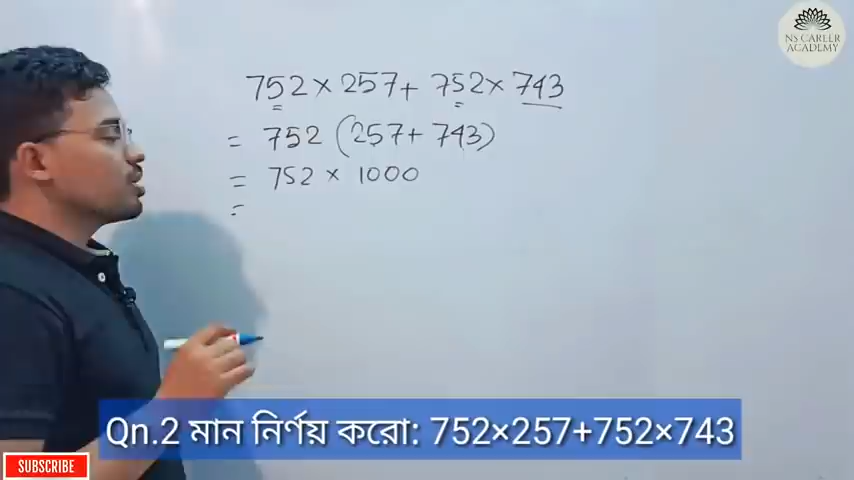 NS CAREER
ACADEMY
752 × 257 + 752 × 743
= 752 (257 + 743)
= 752 × 1000
=
Qn.2 মান নির্ণয় করো: 752×257+752×743
SUBSCRIBE